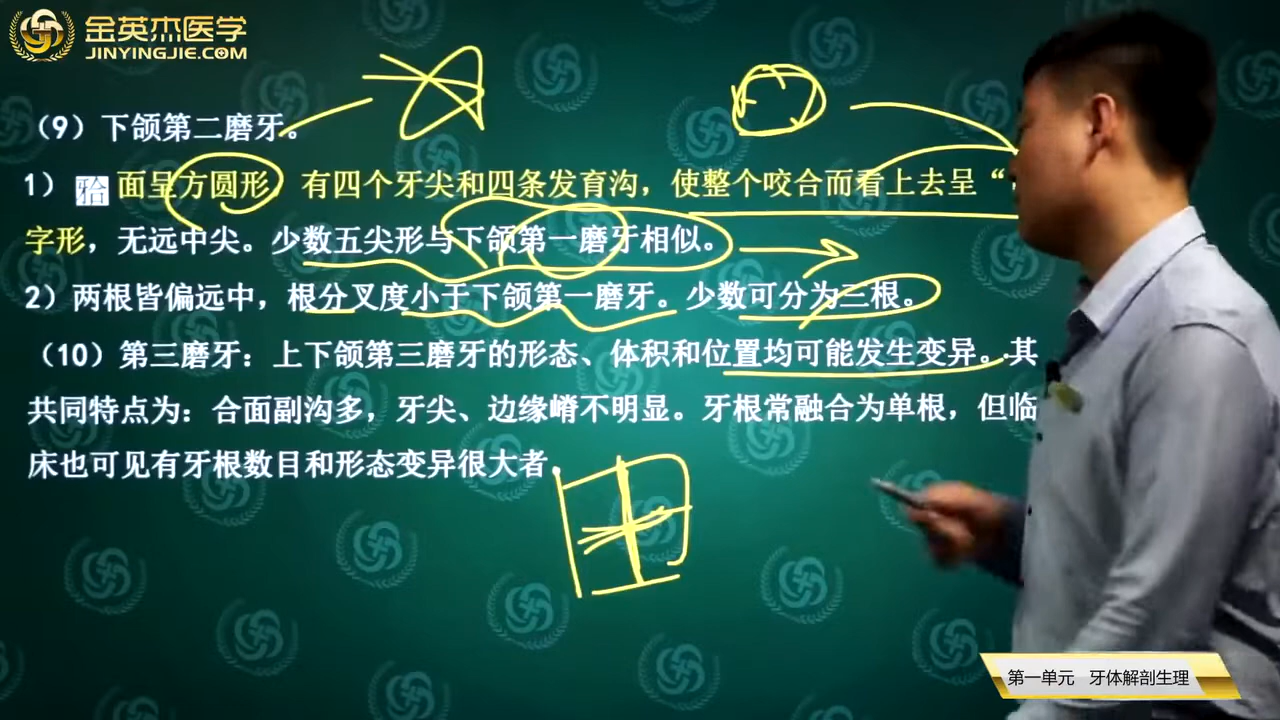 金英杰医学
JINYINGJIE.COM
（9）下颌第二磨牙。
1）𬌗面呈方圆形，有四个牙尖和四条发育沟，使整个咬合而看上去呈“
字形，无远中尖。少数五尖形与下颌第一磨牙相似。
2）两根皆偏远中，根分叉度小于下颌第一磨牙。少数可分为三根。
（10）第三磨牙：上下颌第三磨牙的形态、体积和位置均可能发生变异。其
共同特点为：合面副沟多，牙尖、边缘嵴不明显。牙根常融合为单根，但临
床也可见有牙根数目和形态变异很大者。
第一单元 牙体解剖生理